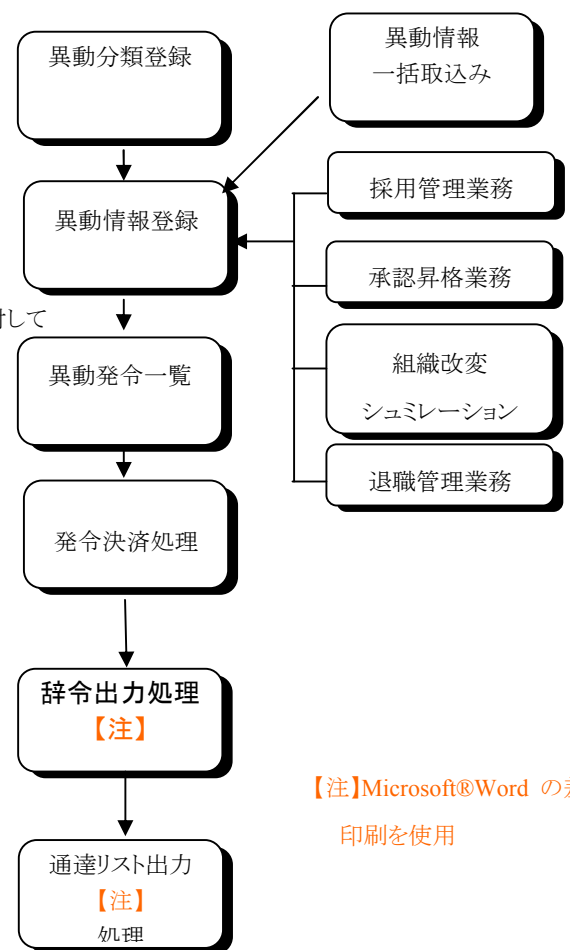 異動分類登録
異動情報
一括取込み
異動情報登録
採用管理業務
承認昇格業務
対して
異動発令一覧
組織改変
シュミレーション
退職管理業務
発令決済処理
辞令出力処理
【注】
【注】Microsoft®Word の
印刷を使用
通達リスト出力
【注】
処理